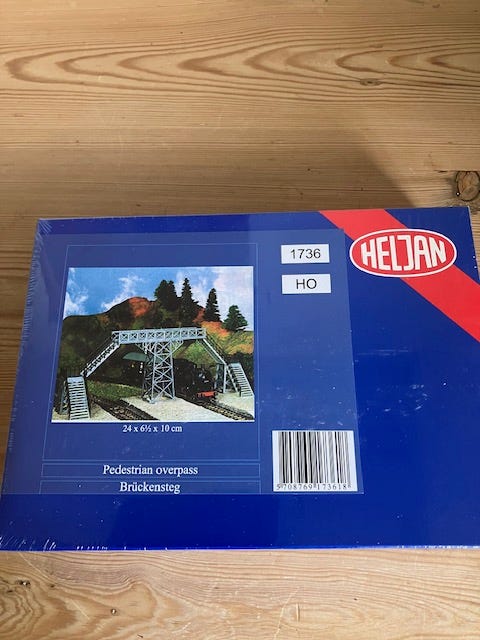 HELJAN
1736
HO
24 x 6½ x 10 cm
Pedestrian overpass
Brückensteg
5708769173618